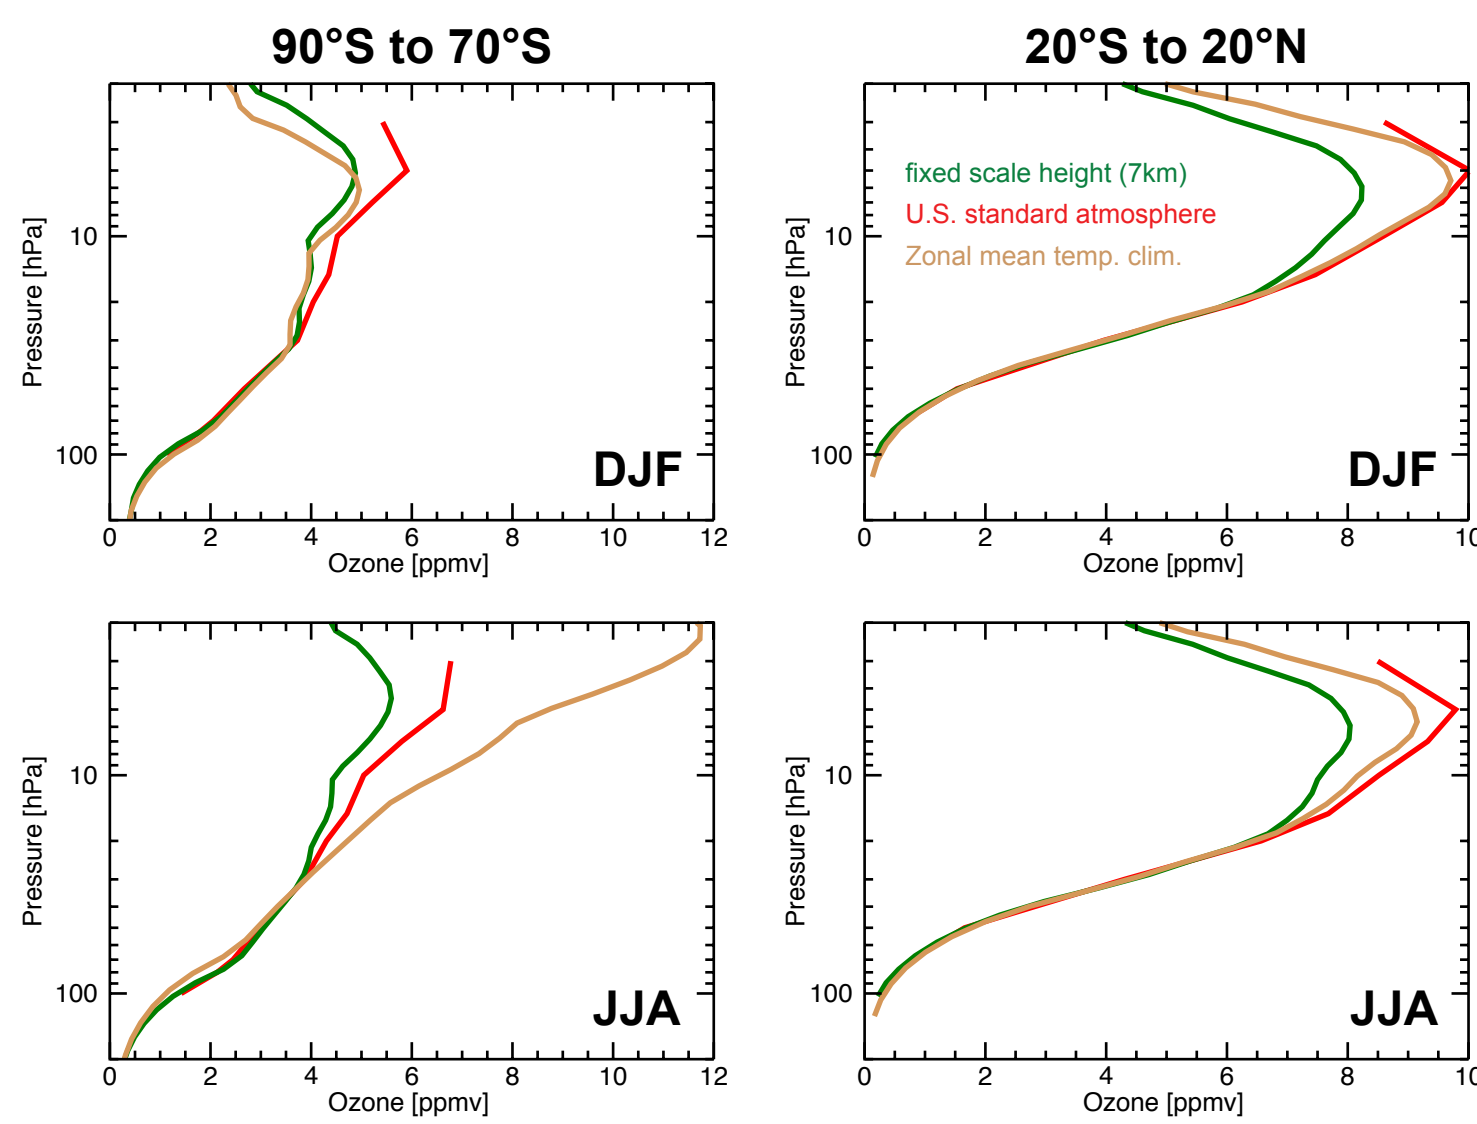 90°S to 70°S
20°S to 20°N
Pressure [hPa]
10
100
DJF
0 2 4 6 8 10 12
Ozone [ppmv]
Pressure [hPa]
10
100
fixed scale height (7km)
U.S. standard atmosphere
Zonal mean temp. clim.
DJF
0 2 4 6 8 10
Ozone [ppmv]
Pressure [hPa]
10
100
JJA
0 2 4 6 8 10 12
Ozone [ppmv]
Pressure [hPa]
10
100
JJA
0 2 4 6 8 10
Ozone [ppmv]